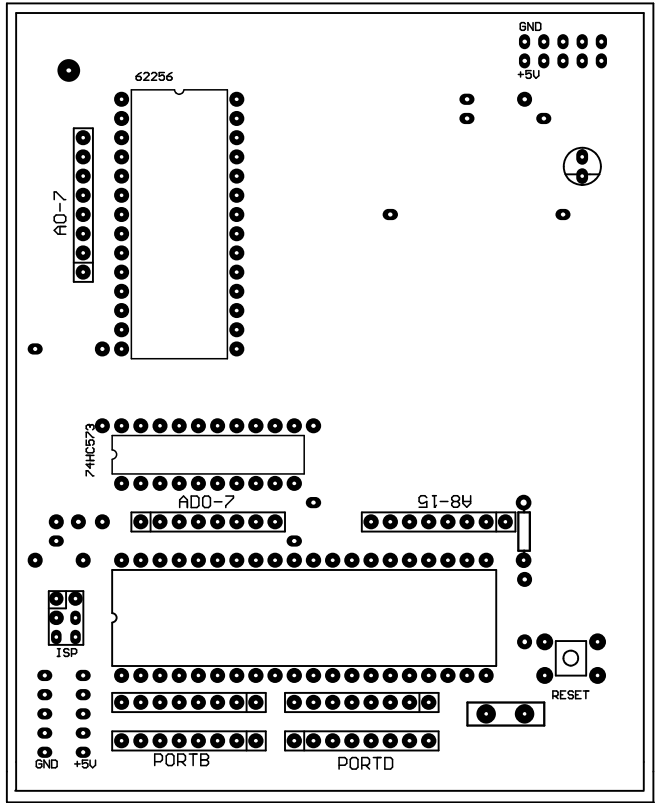 GND
+5V
62256
A0-7
74HC573
AD0-7
A8-15
ISP
RESET
GND +5V
PORTB
PORTD